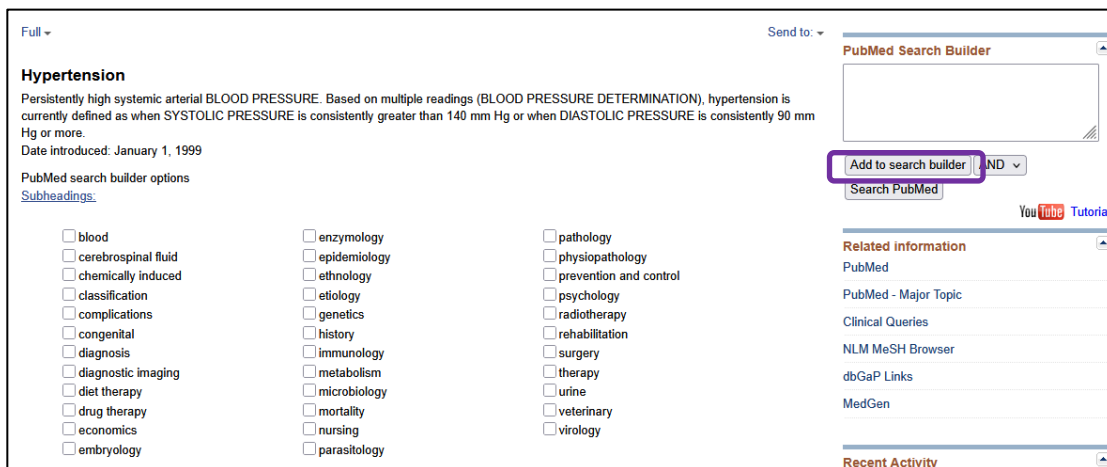 Full
Send to:
Hypertension
Persistently high systemic arterial BLOOD PRESSURE. Based on multiple readings (BLOOD PRESSURE DETERMINATION), hypertension is
currently defined as when SYSTOLIC PRESSURE is consistently greater than 140 mm Hg or when DIASTOLIC PRESSURE is consistently 90 mm
Hg or more.
Date introduced: January 1, 1999
PubMed search builder options
Subheadings:
blood
cerebrospinal fluid
chemically induced
classification
complications
congenital
diagnosis
diagnostic imaging
diet therapy
drug therapy
economics
embryology
enzymology
epidemiology
ethnology
etiology
genetics
history
immunology
metabolism
microbiology
mortality
nursing
parasitology
pathology
physiopathology
prevention and control
psychology
radiotherapy
rehabilitation
surgery
therapy
urine
veterinary
virology
PubMed Search Builder
Add to search builder AND
Search PubMed
YouTube Tutoria
Related information
PubMed
PubMed - Major Topic
Clinical Queries
NLM MeSH Browser
dbGaP Links
MedGen
Recent Activity